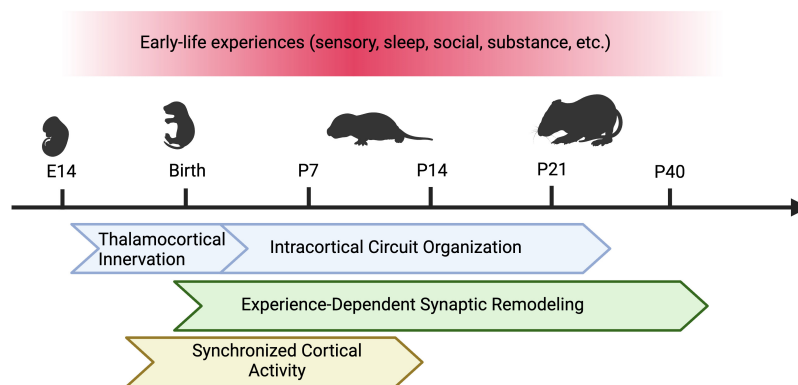 Early-life experiences (sensory, sleep, social, substance, etc.)
E14
Birth
P7
P14
P21
P40
Thalamocortical
Innervation
Intracortical Circuit Organization
Experience-Dependent Synaptic Remodeling
Synchronized Cortical
Activity